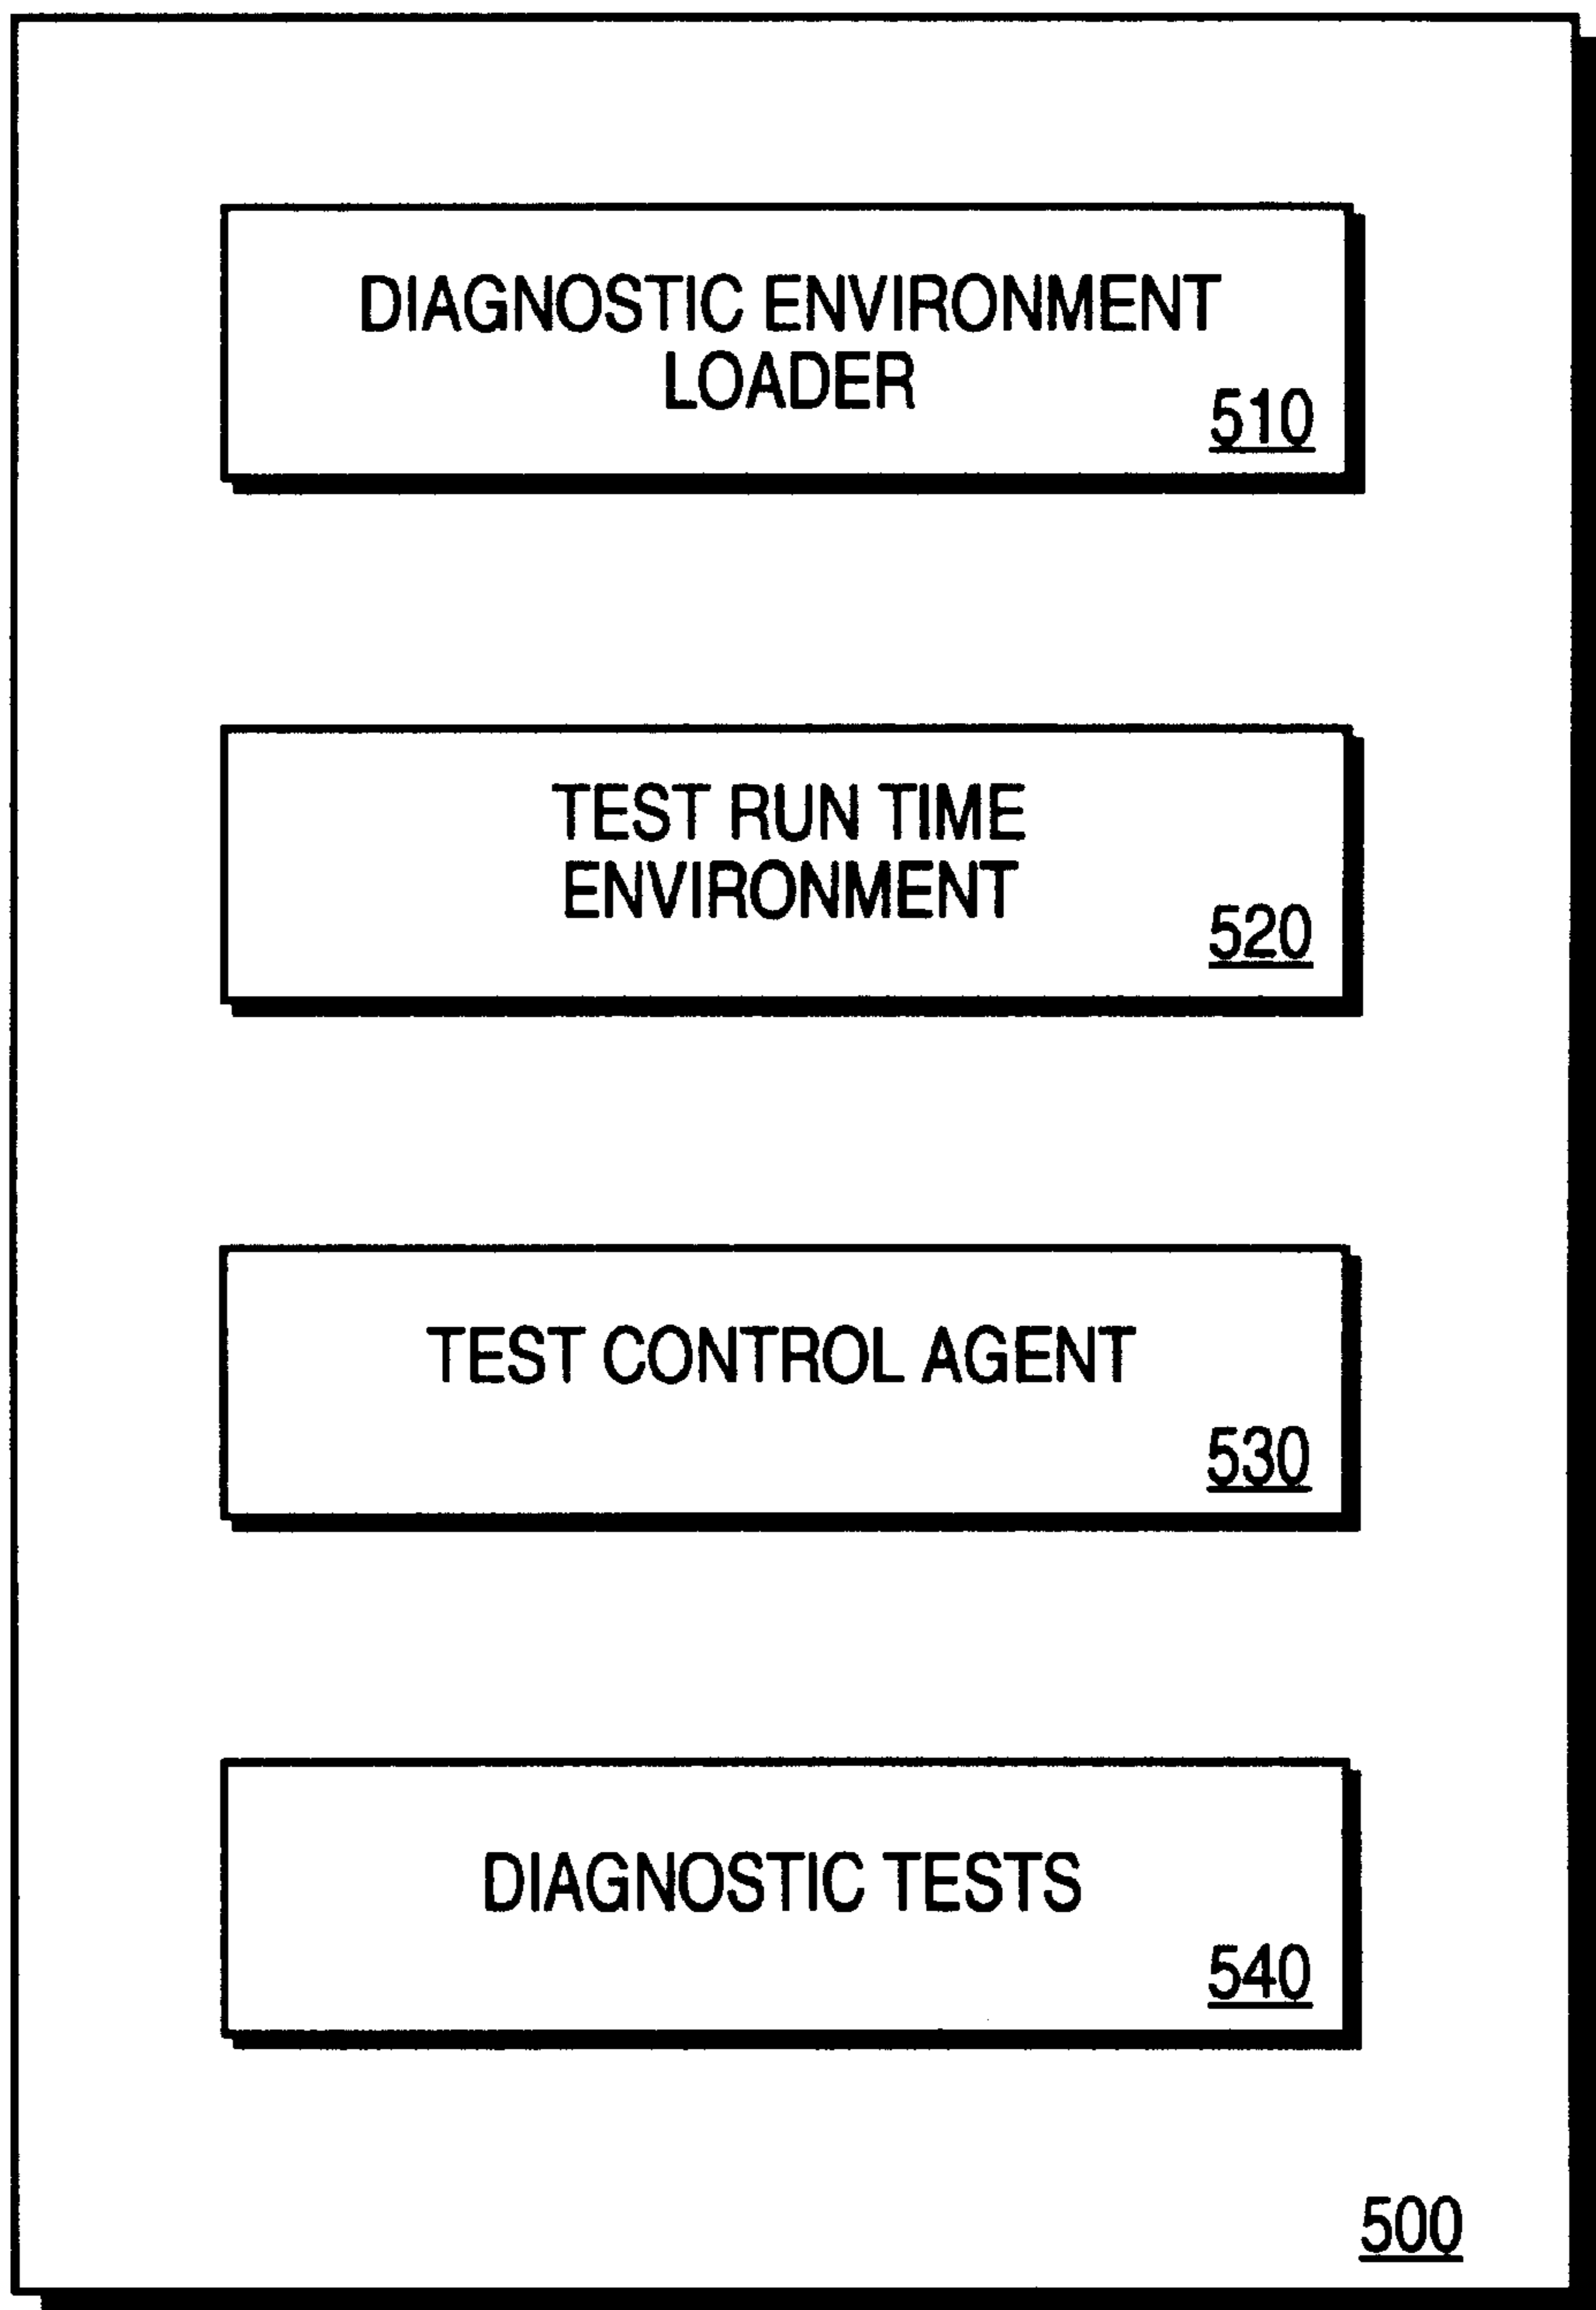 DIAGNOSTIC ENVIRONMENT
LOADER
510
TEST RUN TIME
ENVIRONMENT
520
TEST CONTROL AGENT
530
DIAGNOSTIC TESTS
540
500